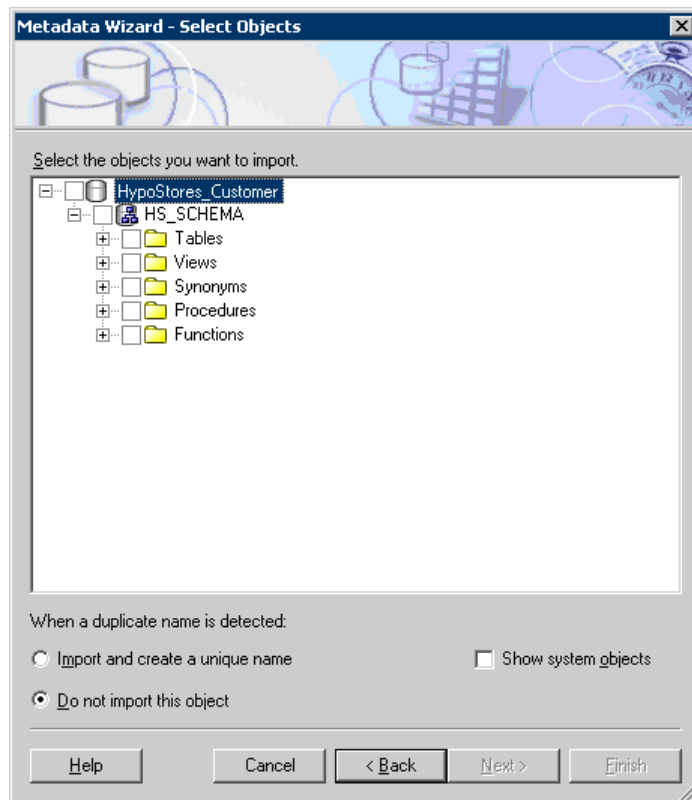 Metadata Wizard - Select Objects
Select the objects you want to import.
HypoStores_Customer
HS_SCHEMA
Tables
Views
Synonyms
Procedures
Functions
When a duplicate name is detected:
Import and create a unique name
Show system objects
Do not import this object
Help
Cancel
< Back
Next >
Finish